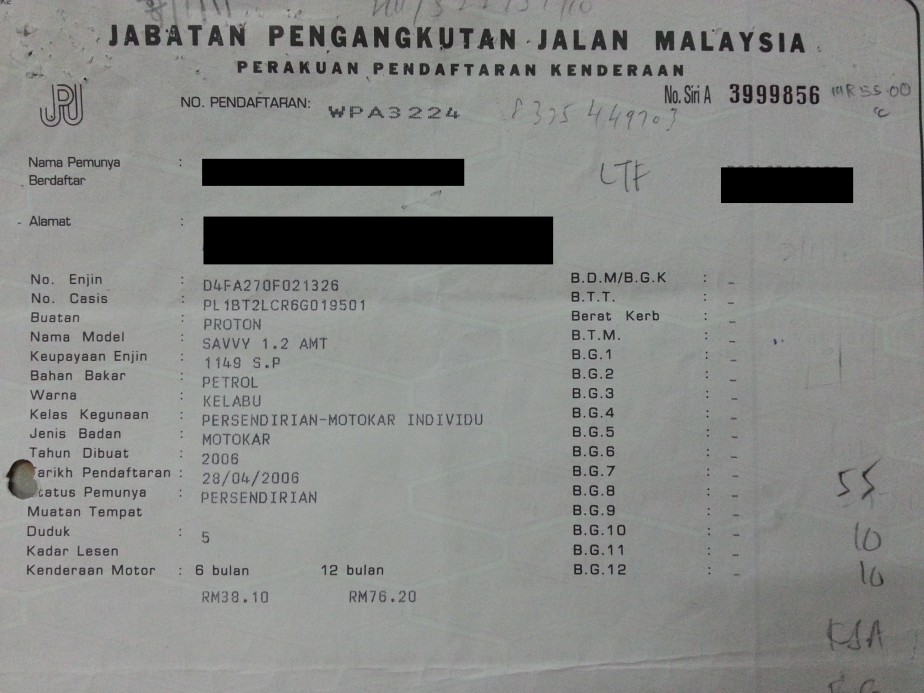 JABATAN PENGANGKUTAN JALAN MALAYSIA
PERAKUAN PENDAFTARAN KENDERAAN
JPJ
NO. PENDAFTARAN: WPA3224
No. Siri A 3999856
LTF
Nama Pemunya Berdaftar :
Alamat :
No. Enjin : D4FA270F021326
No. Casis : PL1BT2LCR6G019501
Buatan : PROTON
Nama Model : SAVVY 1.2 AMT
Keupayaan Enjin : 1149 S.P
Bahan Bakar : PETROL
Warna : KELABU
Kelas Kegunaan : PERSENDIRIAN-MOTOKAR INDIVIDU
Jenis Badan : MOTOKAR
Tahun Dibuat : 2006
arikh Pendaftaran : 28/04/2006
tatus Pemunya : PERSENDIRIAN
Muatan Tempat
Duduk : 5
Kadar Lesen
Kenderaan Motor : 6 bulan 12 bulan
RM38.10 RM76.20
B.D.M/B.G.K : -
B.T.T. : -
Berat Kerb : -
B.T.M. : -
B.G.1 : -
B.G.2 : -
B.G.3 : -
B.G.4 : -
B.G.5 : -
B.G.6 : -
B.G.7 : -
B.G.8 : -
B.G.9 : -
B.G.10 : -
B.G.11 : -
B.G.12 : -
55
10
10